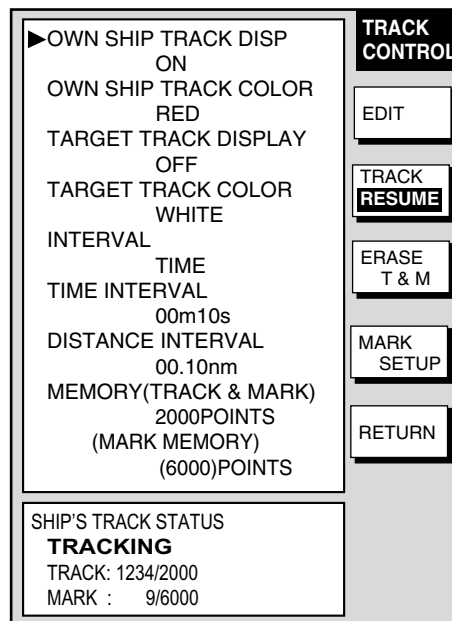 ▶OWN SHIP TRACK DISP
ON
OWN SHIP TRACK COLOR
RED
TARGET TRACK DISPLAY
OFF
TARGET TRACK COLOR
WHITE
INTERVAL
TIME
TIME INTERVAL
00m10s
DISTANCE INTERVAL
00.10nm
MEMORY(TRACK & MARK)
2000POINTS
(MARK MEMORY)
(6000)POINTS
SHIP'S TRACK STATUS
TRACKING
TRACK: 1234/2000
MARK : 9/6000
TRACK
CONTROL
EDIT
TRACK
RESUME
ERASE
T & M
MARK
SETUP
RETURN